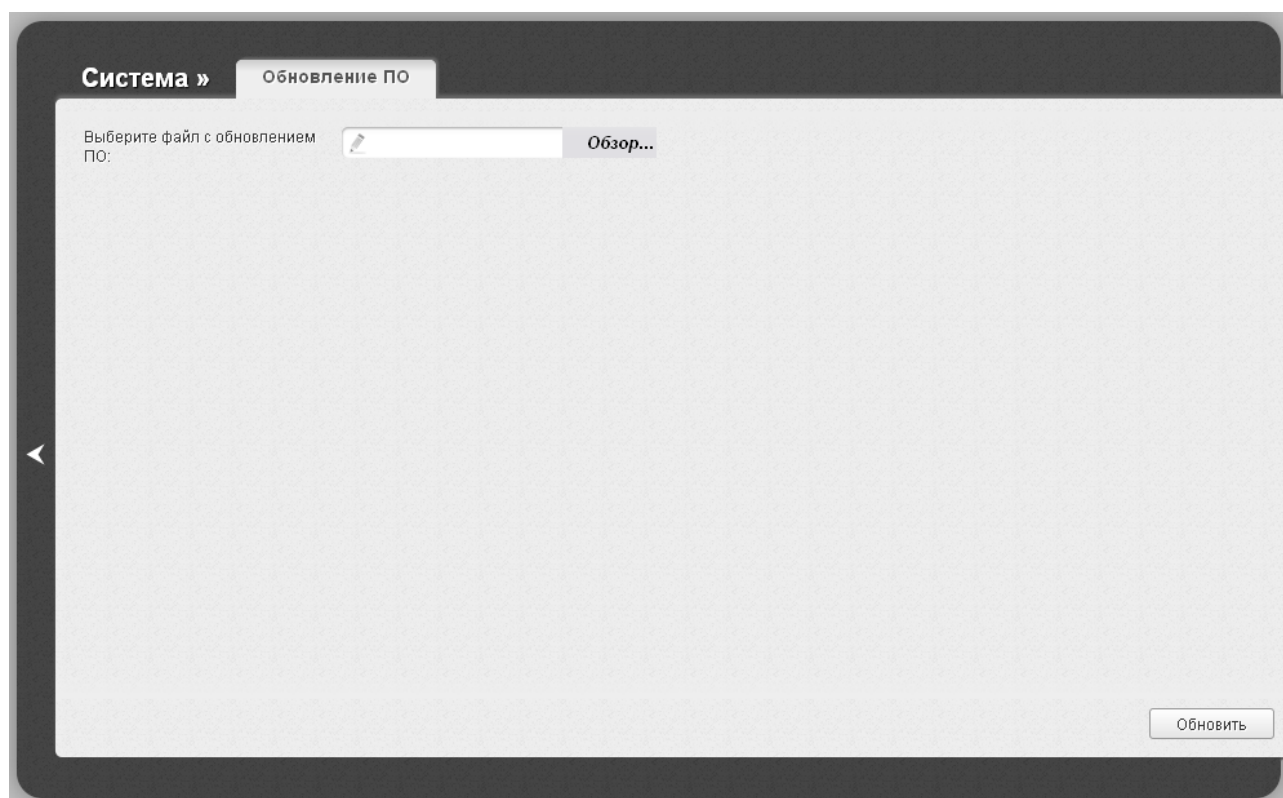 Система »
Обновление ПО
Выберите файл с обновлением
ПО:
Обзор...
Обновить